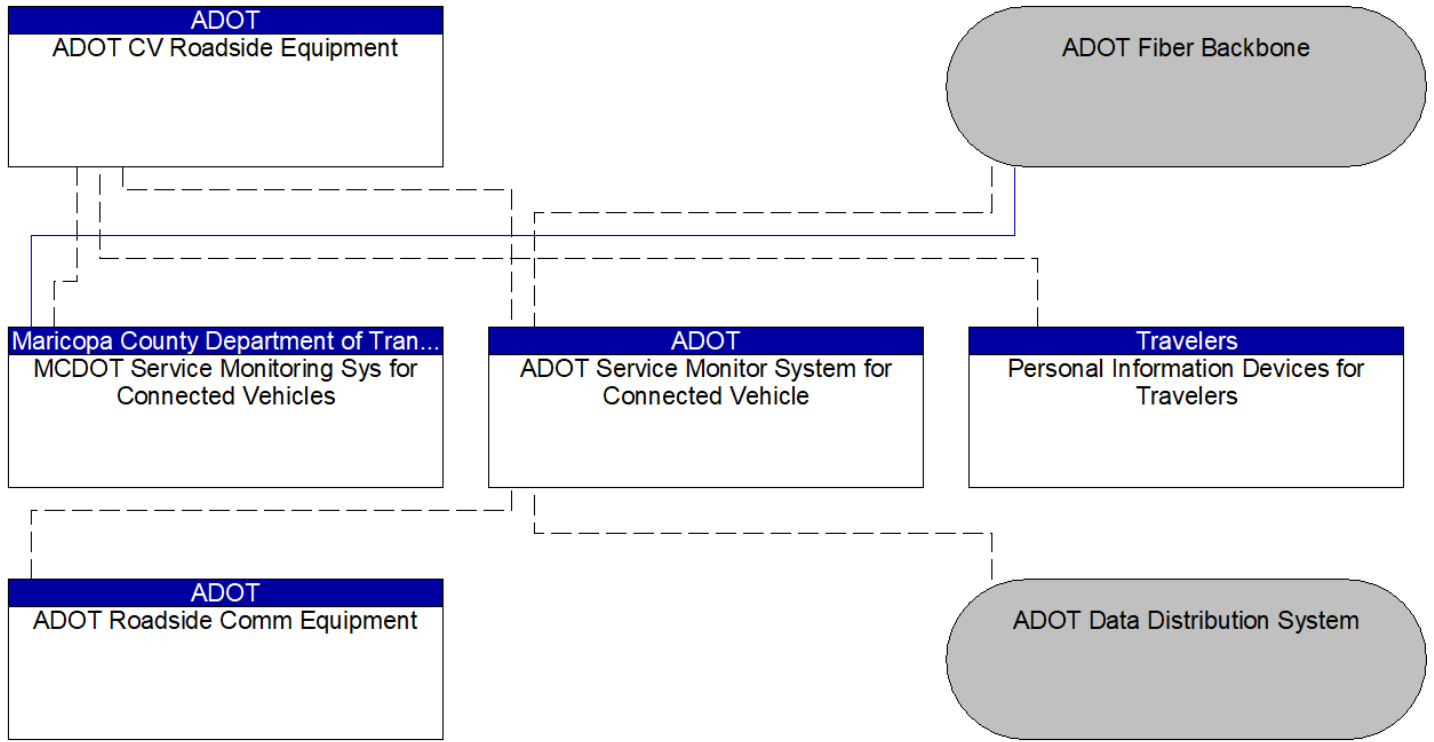 ADOT
ADOT CV Roadside Equipment
ADOT Fiber Backbone
Maricopa County Department of Tran...
MCDOT Service Monitoring Sys for
Connected Vehicles
ADOT
ADOT Service Monitor System for
Connected Vehicle
Travelers
Personal Information Devices for
Travelers
ADOT
ADOT Roadside Comm Equipment
ADOT Data Distribution System